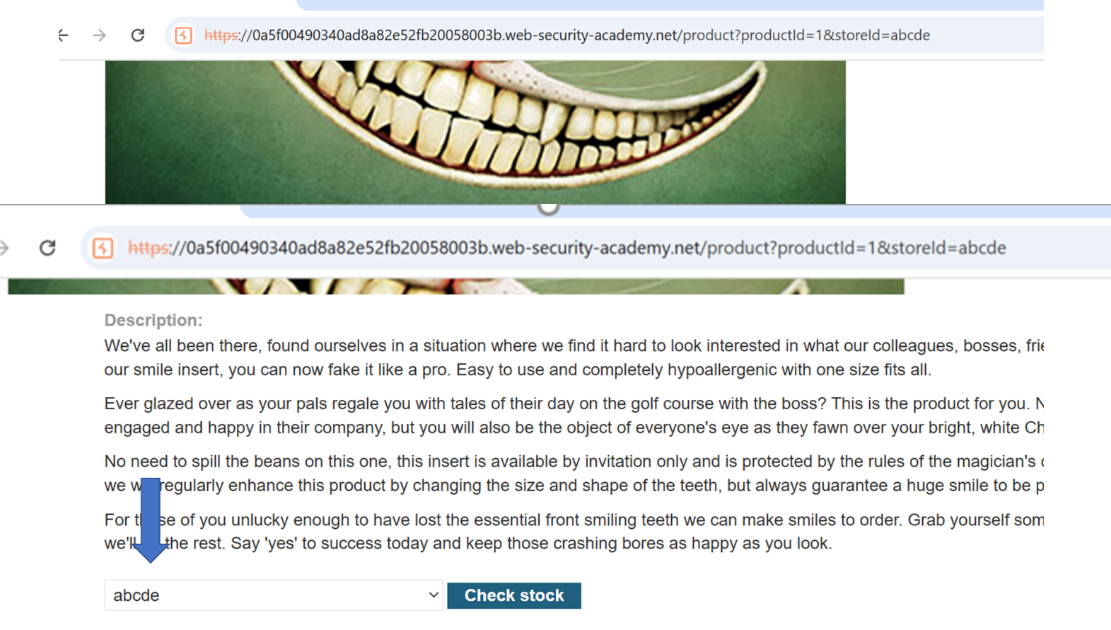 https://0a5f00490340ad8a82e52fb20058003b.web-security-academy.net/product?productId=1&storeId=abcde
https://0a5f00490340ad8a82e52fb20058003b.web-security-academy.net/product?productId=1&storeId=abcde
Description:
We've all been there, found ourselves in a situation where we find it hard to look interested in what our colleagues, bosses,
our smile insert, you can now fake it like a pro. Easy to use and completely hypoallergenic with one size fits all.
Ever glazed over as your pals regale you with tales of their day on the golf course with the boss? This is the product for you.
engaged and happy in their company, but you will also be the object of everyone's eye as they fawn over your bright, white
No need to spill the beans on this one, this insert is available by invitation only and is protected by the rules of the magician's
we regularly enhance this product by changing the size and shape of the teeth, but always guarantee a huge smile to be
For of you unlucky enough to have lost the essential front smiling teeth we can make smiles to order. Grab yourself
the rest. Say 'yes' to success today and keep those crashing bores as happy as you look.
abcde Check stock